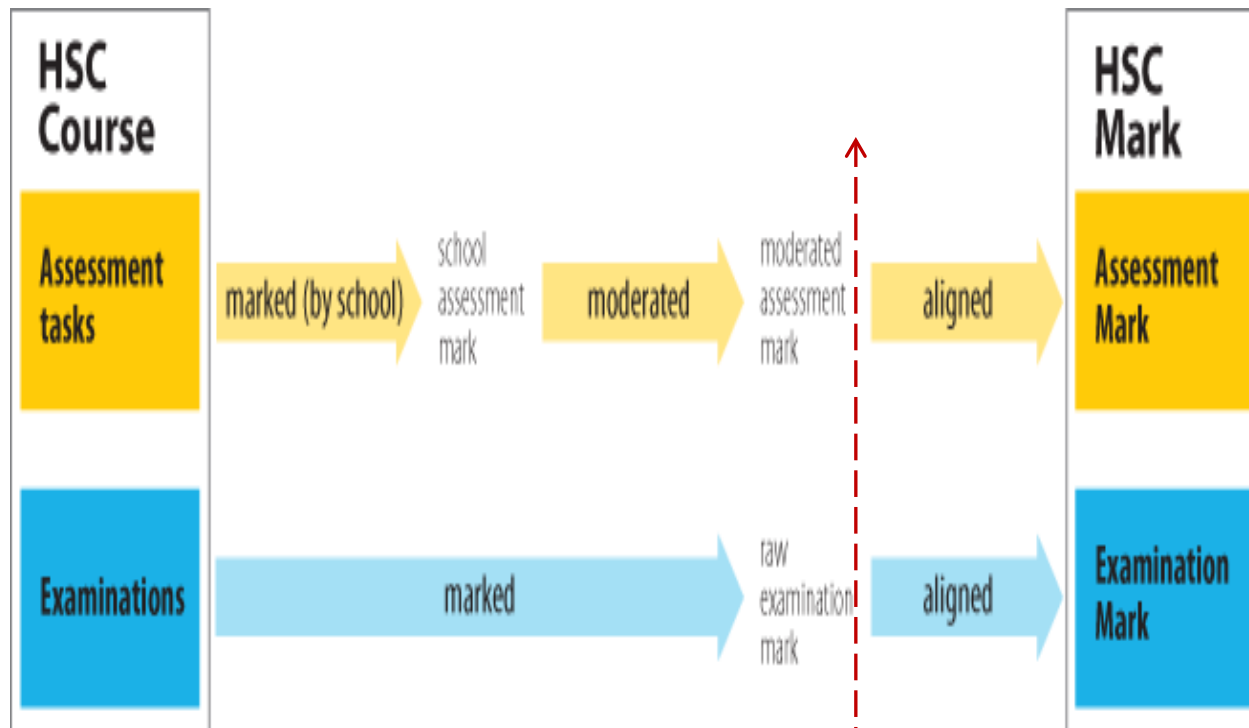 HSC
Course
Assessment
tasks
marked (by school)
school
assessment
mark
moderated
moderated
assessment
mark
aligned
HSC
Mark
Assessment
Mark
Examinations
marked
raw
examination
mark
aligned
Examination
Mark